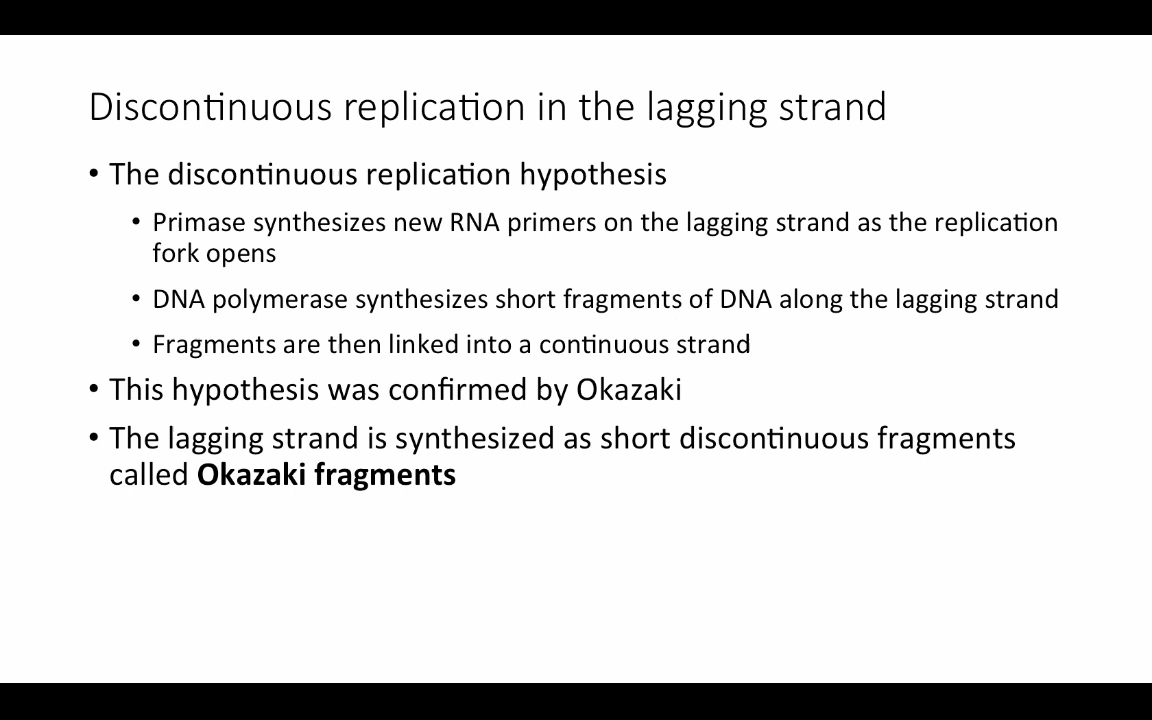 Discontinuous replication in the lagging strand
• The discontinuous replication hypothesis
• Primase synthesizes new RNA primers on the lagging strand as the replication
fork opens
• DNA polymerase synthesizes short fragments of DNA along the lagging strand
• Fragments are then linked into a continuous strand
• This hypothesis was confirmed by Okazaki
• The lagging strand is synthesized as short discontinuous fragments
called Okazaki fragments